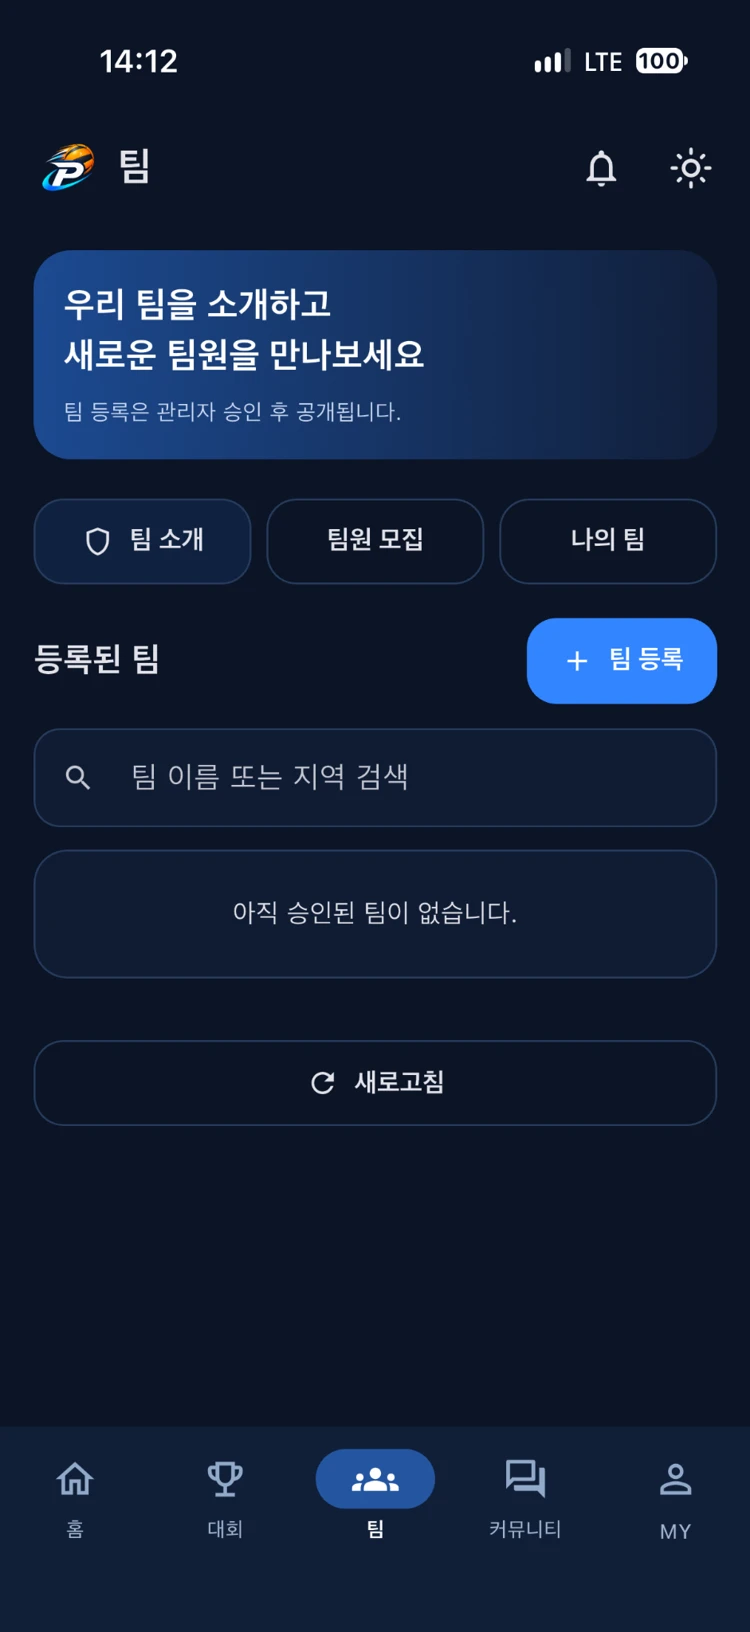 14:12
LTE 100
팀
우리 팀을 소개하고
새로운 팀원을 만나보세요
팀 등록은 관리자 승인 후 공개됩니다.
팀 소개
팀원 모집
나의 팀
등록된 팀
+ 팀 등록
팀 이름 또는 지역 검색
아직 승인된 팀이 없습니다.
새로고침
홈
대회
팀
커뮤니티
MY